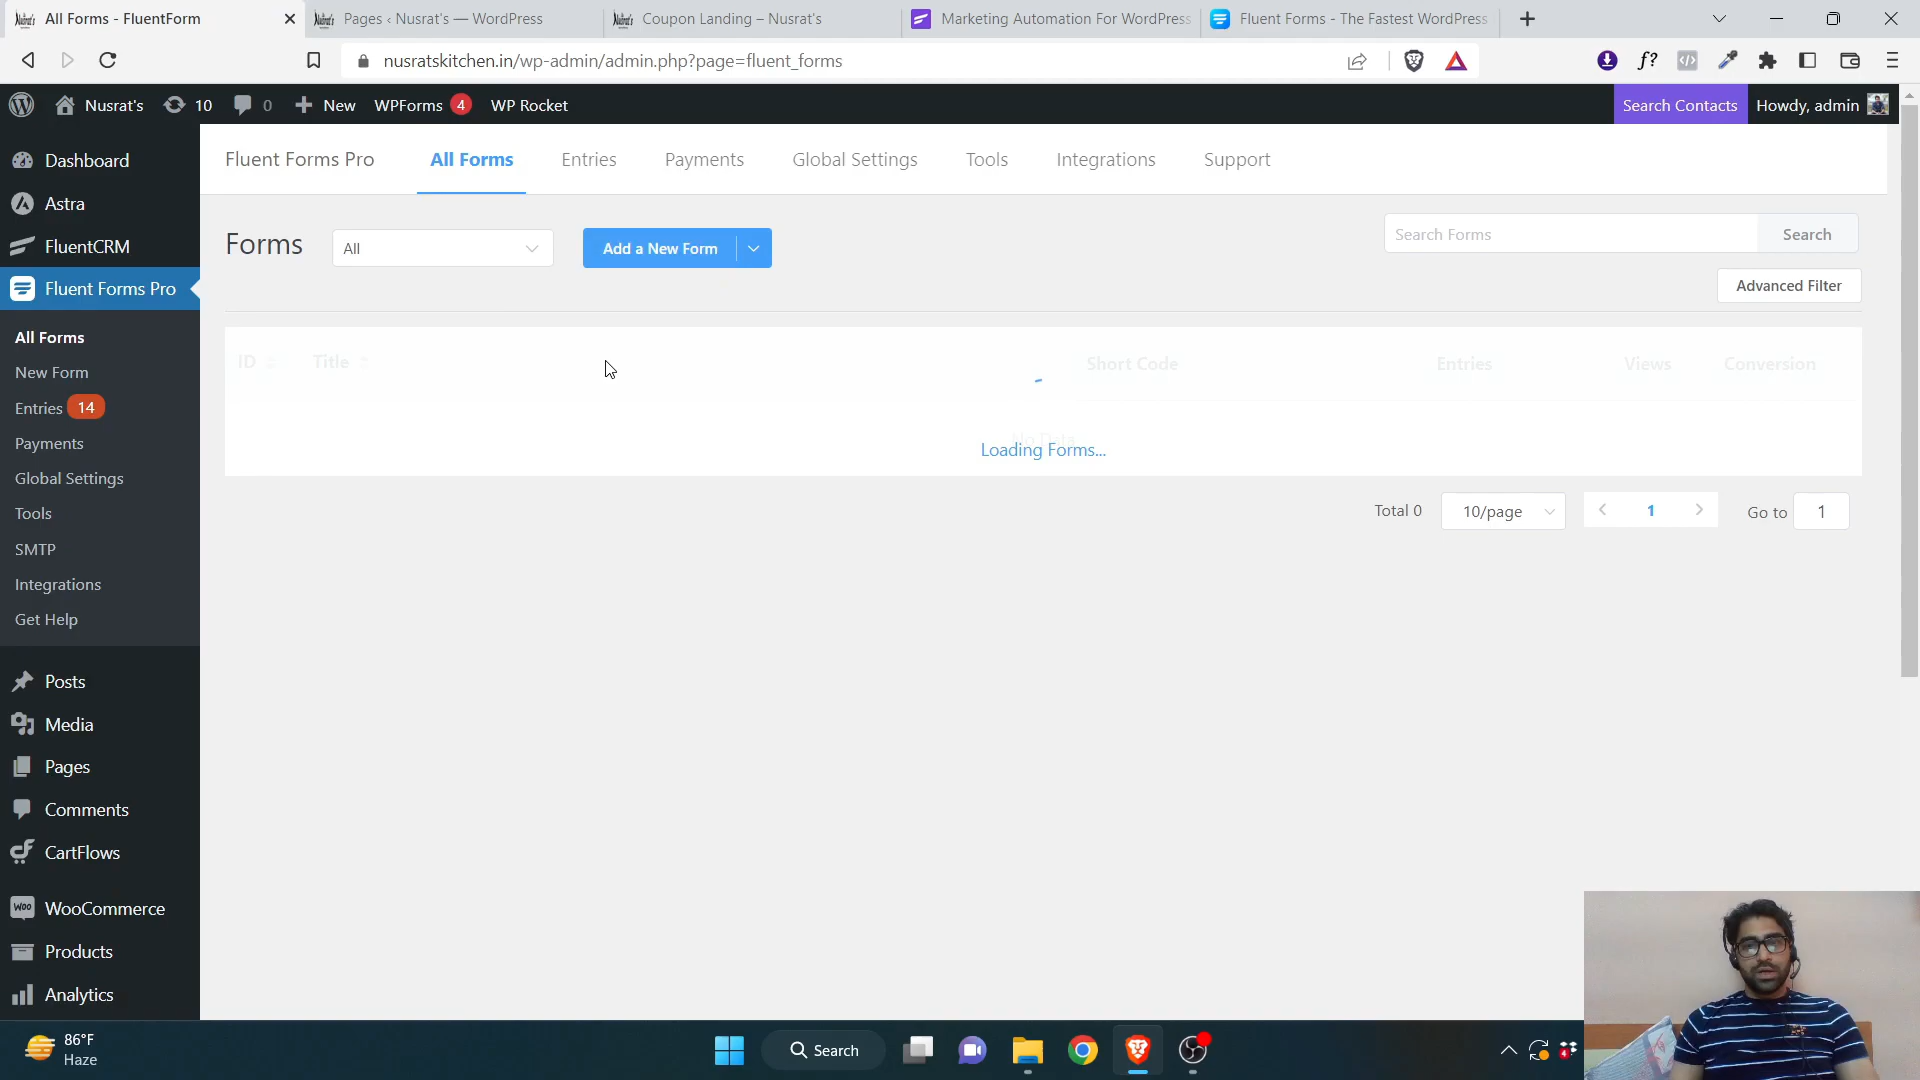 All Forms - FluentForm
Pages ‹ Nusrat's — WordPress
Coupon Landing – Nusrat's
Marketing Automation For WordPress
Fluent Forms - The Fastest WordPress
nusratskitchen.in/wp-admin/admin.php?page=fluent_forms
f?
Nusrat's
10
0
New
WPForms 4
WP Rocket
Search Contacts
Howdy, admin
Dashboard
Astra
FluentCRM
Fluent Forms Pro
All Forms
New Form
Entries 14
Payments
Global Settings
Tools
SMTP
Integrations
Get Help
Posts
Media
Pages
Comments
CartFlows
WooCommerce
Products
Analytics
Fluent Forms Pro
All Forms
Entries
Payments
Global Settings
Tools
Integrations
Support
Forms
All
Add a New Form
Search Forms
Search
Advanced Filter
ID
Title
Short Code
Entries
Views
Conversion
No Data
Loading Forms...
Total 0
10/page
1
Go to
1
86°F
Haze
Search
4